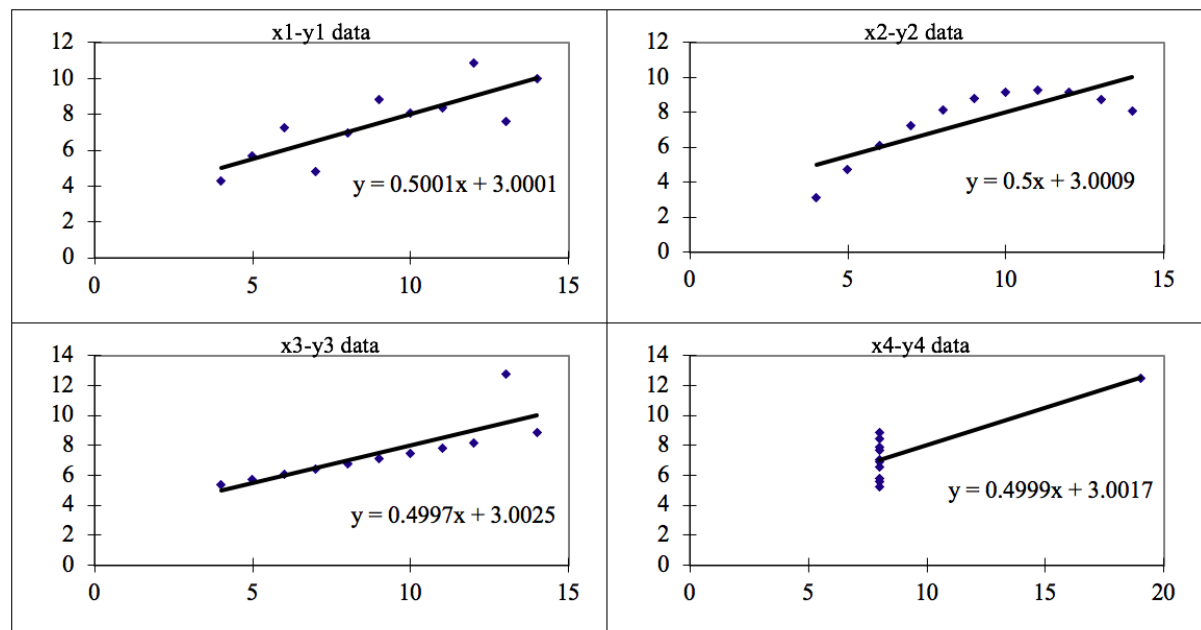 x1-y1 data
12
10
8
6
4
2
0
y = 0.5001x + 3.0001
0 5 10 15
x2-y2 data
12
10
8
6
4
2
0
y = 0.5x + 3.0009
0 5 10 15
x3-y3 data
14
12
10
8
6
4
2
0
y = 0.4997x + 3.0025
0 5 10 15
x4-y4 data
14
12
10
8
6
4
2
0
y = 0.4999x + 3.0017
0 5 10 15 20